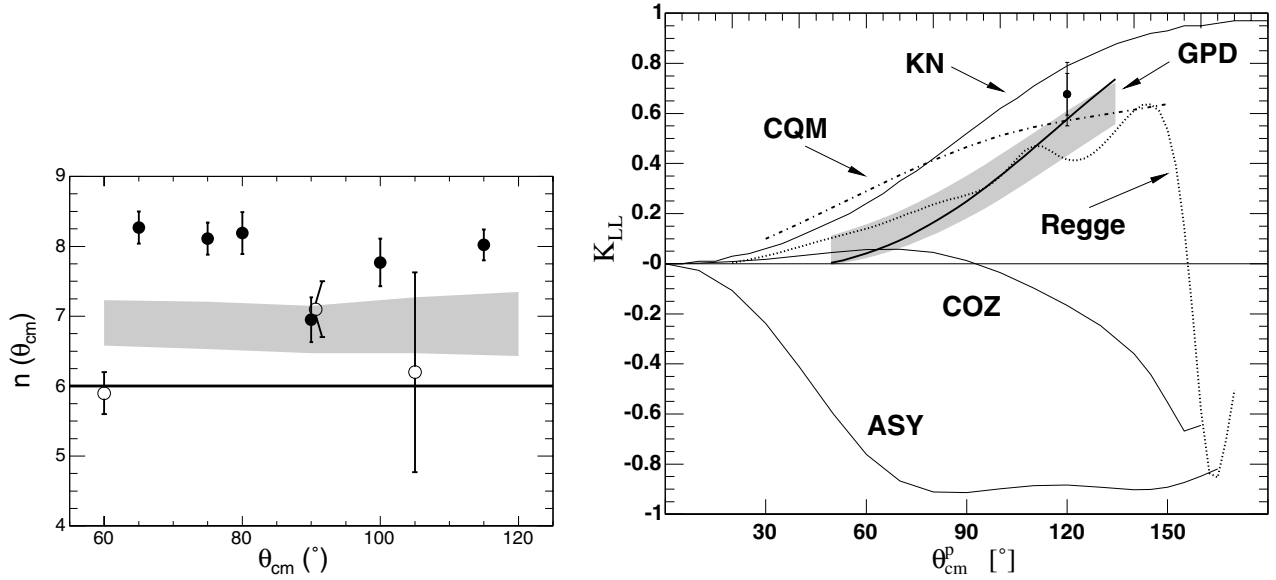 9
8
7
6
5
4
n (θcm)
60
80
100
120
θcm (°)
1
0.8
0.6
0.4
0.2
-0
-0.2
-0.4
-0.6
-0.8
-1
KLL
KN
GPD
CQM
Regge
COZ
ASY
30
60
90
120
150
θpcm [°]